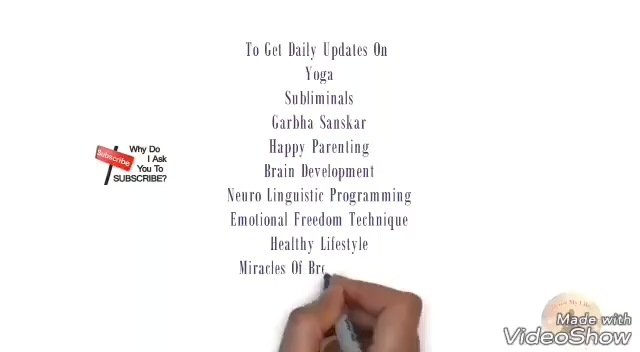 To Get Daily Updates On
Yoga
Subliminals
Garbha Sanskar
Happy Parenting
Brain Development
Neuro Linguistic Programming
Emotional Freedom Technique
Healthy Lifestyle
Miracles Of Bre
Subscribe
Why Do
I Ask
You To
SUBSCRIBE?
Made with
VideoShow